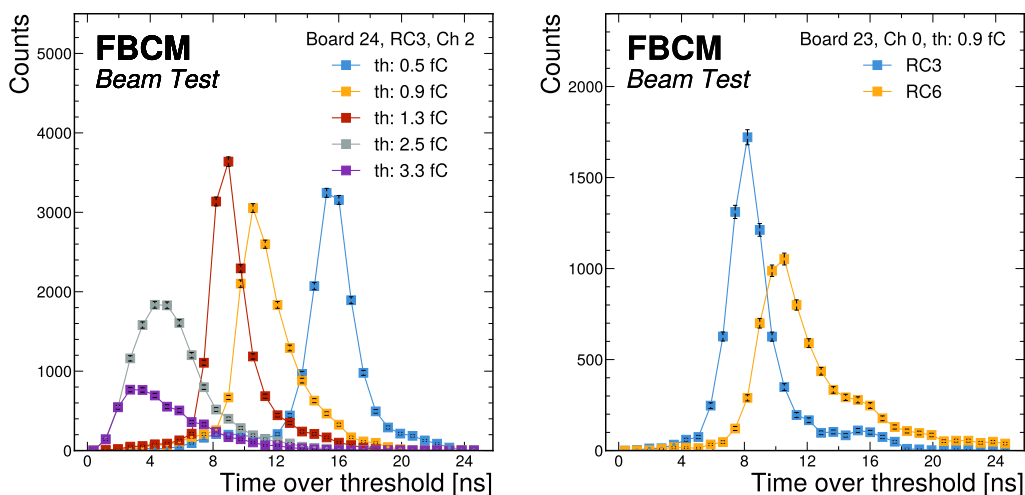 FBCM
Beam Test
Board 24, RC3, Ch 2
th: 0.5 fC
th: 0.9 fC
th: 1.3 fC
th: 2.5 fC
th: 3.3 fC
Counts
5000
4000
3000
2000
1000
0
0 4 8 12 16 20 24
Time over threshold [ns]
FBCM
Beam Test
Board 23, Ch 0, th: 0.9 fC
RC3
RC6
Counts
2000
1500
1000
500
0
0 4 8 12 16 20 24
Time over threshold [ns]